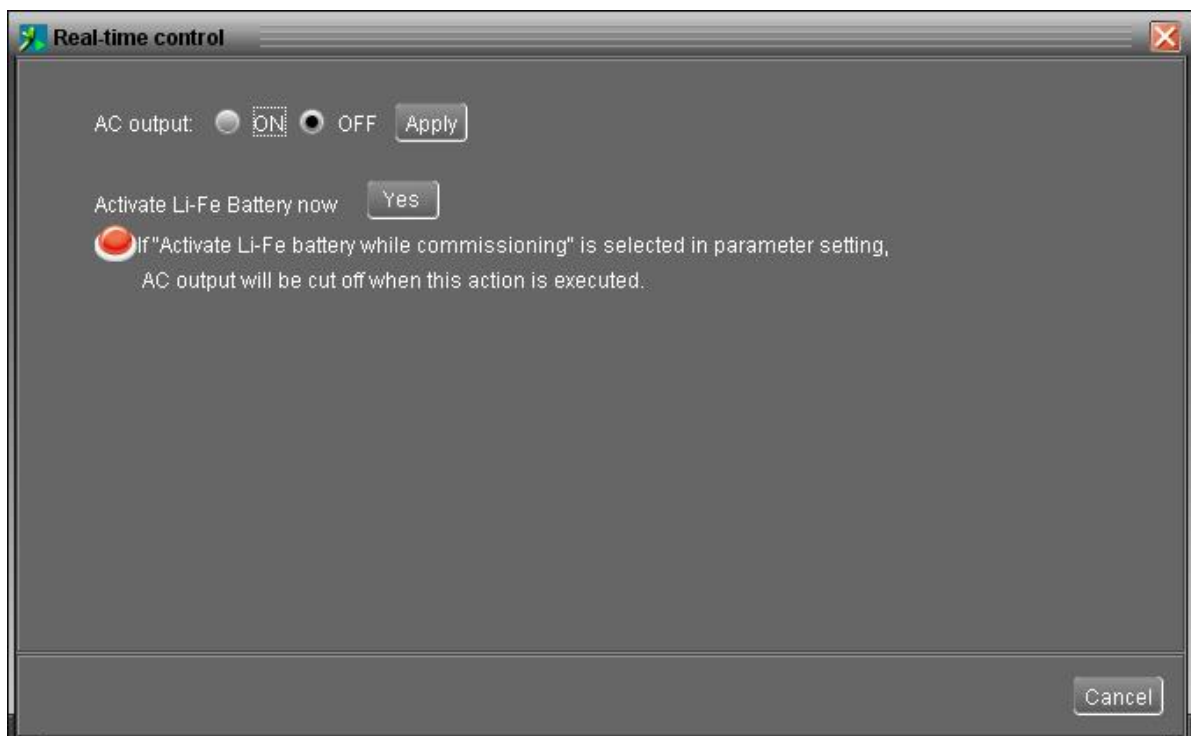 Real-time control
AC output: ON OFF Apply
Activate Li-Fe Battery now Yes
If "Activate Li-Fe battery while commissioning" is selected in parameter setting,
AC output will be cut off when this action is executed.
Cancel